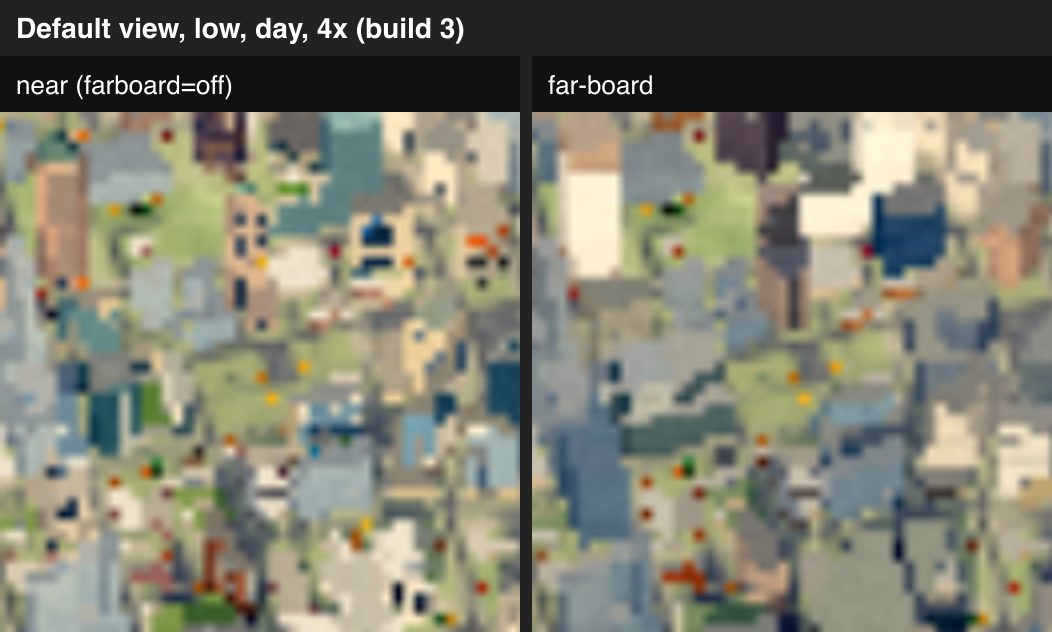 Default view, low, day, 4x (build 3)
near (farboard=off)
far-board